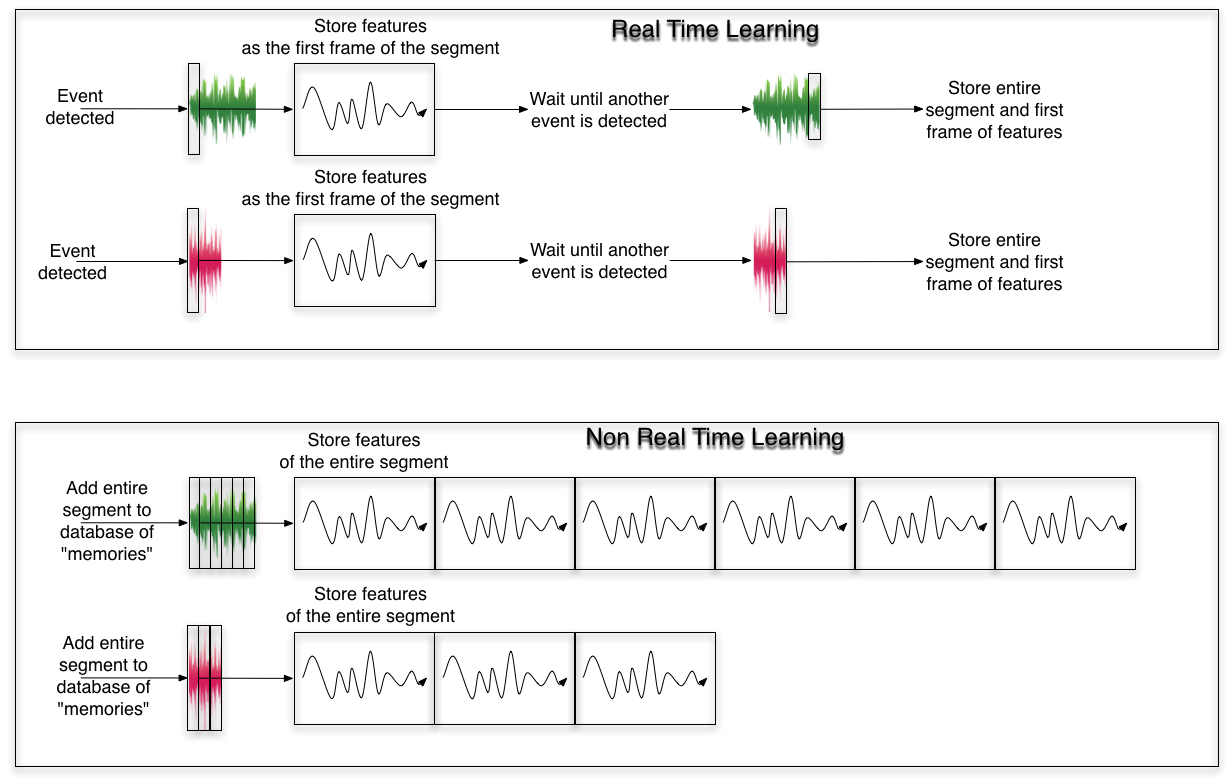 Real Time Learning
Store features
as the first frame of the segment
Event
detected
Wait until another
event is detected
Store entire
segment and first
frame of features
Store features
as the first frame of the segment
Event
detected
Wait until another
event is detected
Store entire
segment and first
frame of features
Non Real Time Learning
Store features
of the entire segment
Add entire
segment to
database of
"memories"
Store features
of the entire segment
Add entire
segment to
database of
"memories"